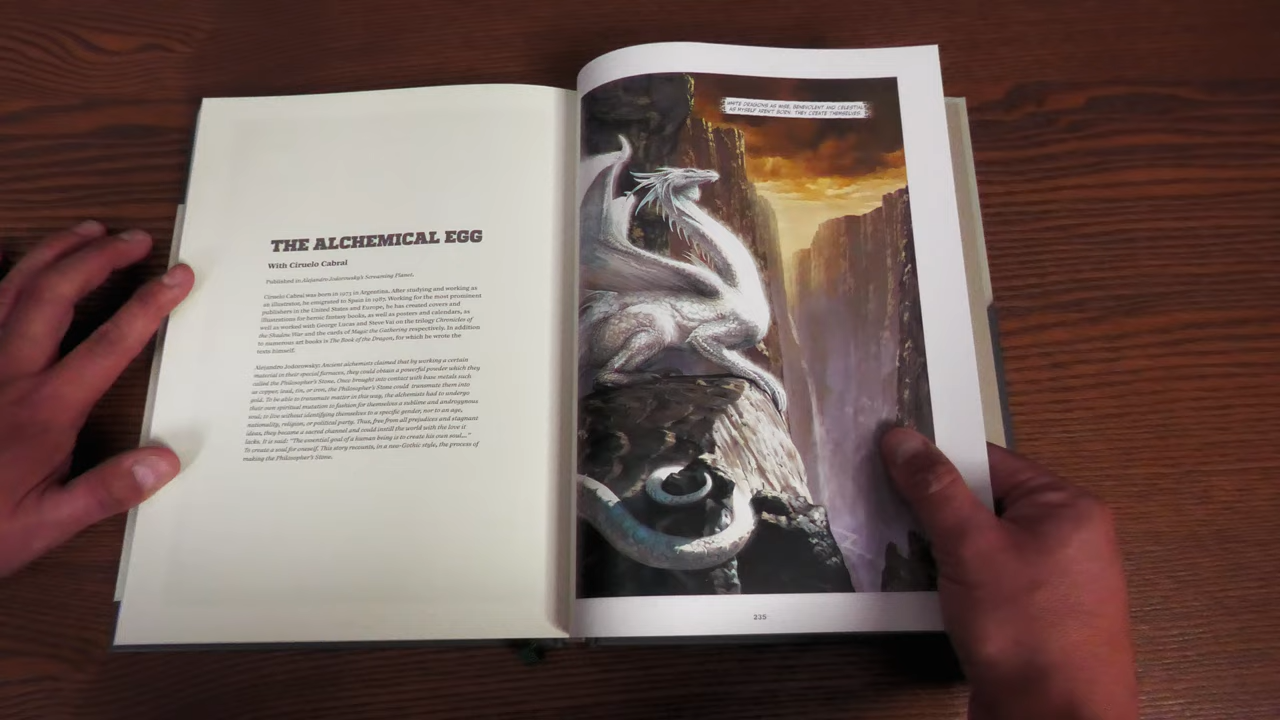 THE ALCHEMICAL EGG
With Ciruelo Cabral
Published in Alejandro Jodorowsky's Screaming Planet.
Ciruelo Cabral was born in 1973 in Argentina. After studying and working as
an illustrator, he emigrated to Spain in 1987. Working for the most prominent
publishers in the United States and Europe, he has created covers and
illustrations for heroic fantasy books, as well as posters and calendars, as
well as worked with George Lucas and Steve Vai on the trilogy Chronicles of
the Shadow War and the cards of Magic the Gathering respectively. In addition
to numerous art books is The Book of the Dragon, for which he wrote the
texts himself.
Alejandro Jodorowsky: Ancient alchemists claimed that by working a certain
material in their special furnaces, they could obtain a powerful powder which they
called the Philosopher's Stone. Once brought into contact with base metals such
as copper, lead, tin, or iron, the Philosopher's Stone could transmute them into
gold. To be able to transmute matter in this way, the alchemists had to undergo
their own spiritual mutation to fashion for themselves a sublime and androgynous
soul; to live without identifying themselves to a specific gender, nor to an age,
nationality, religion, or political party. Thus, free from all prejudices and stagnant
ideas, they became a sacred channel and could instill the world with the love it
lacks. It is said: "The essential goal of a human being is to create his own soul..."
To create a soul for oneself. This story recounts, in a neo-Gothic style, the process of
making the Philosopher's Stone.
WHITE DRAGONS AS WISE, BENEVOLENT AND CELESTIAL
AS MYSELF AREN'T BORN. THEY CREATE THEMSELVES.
235